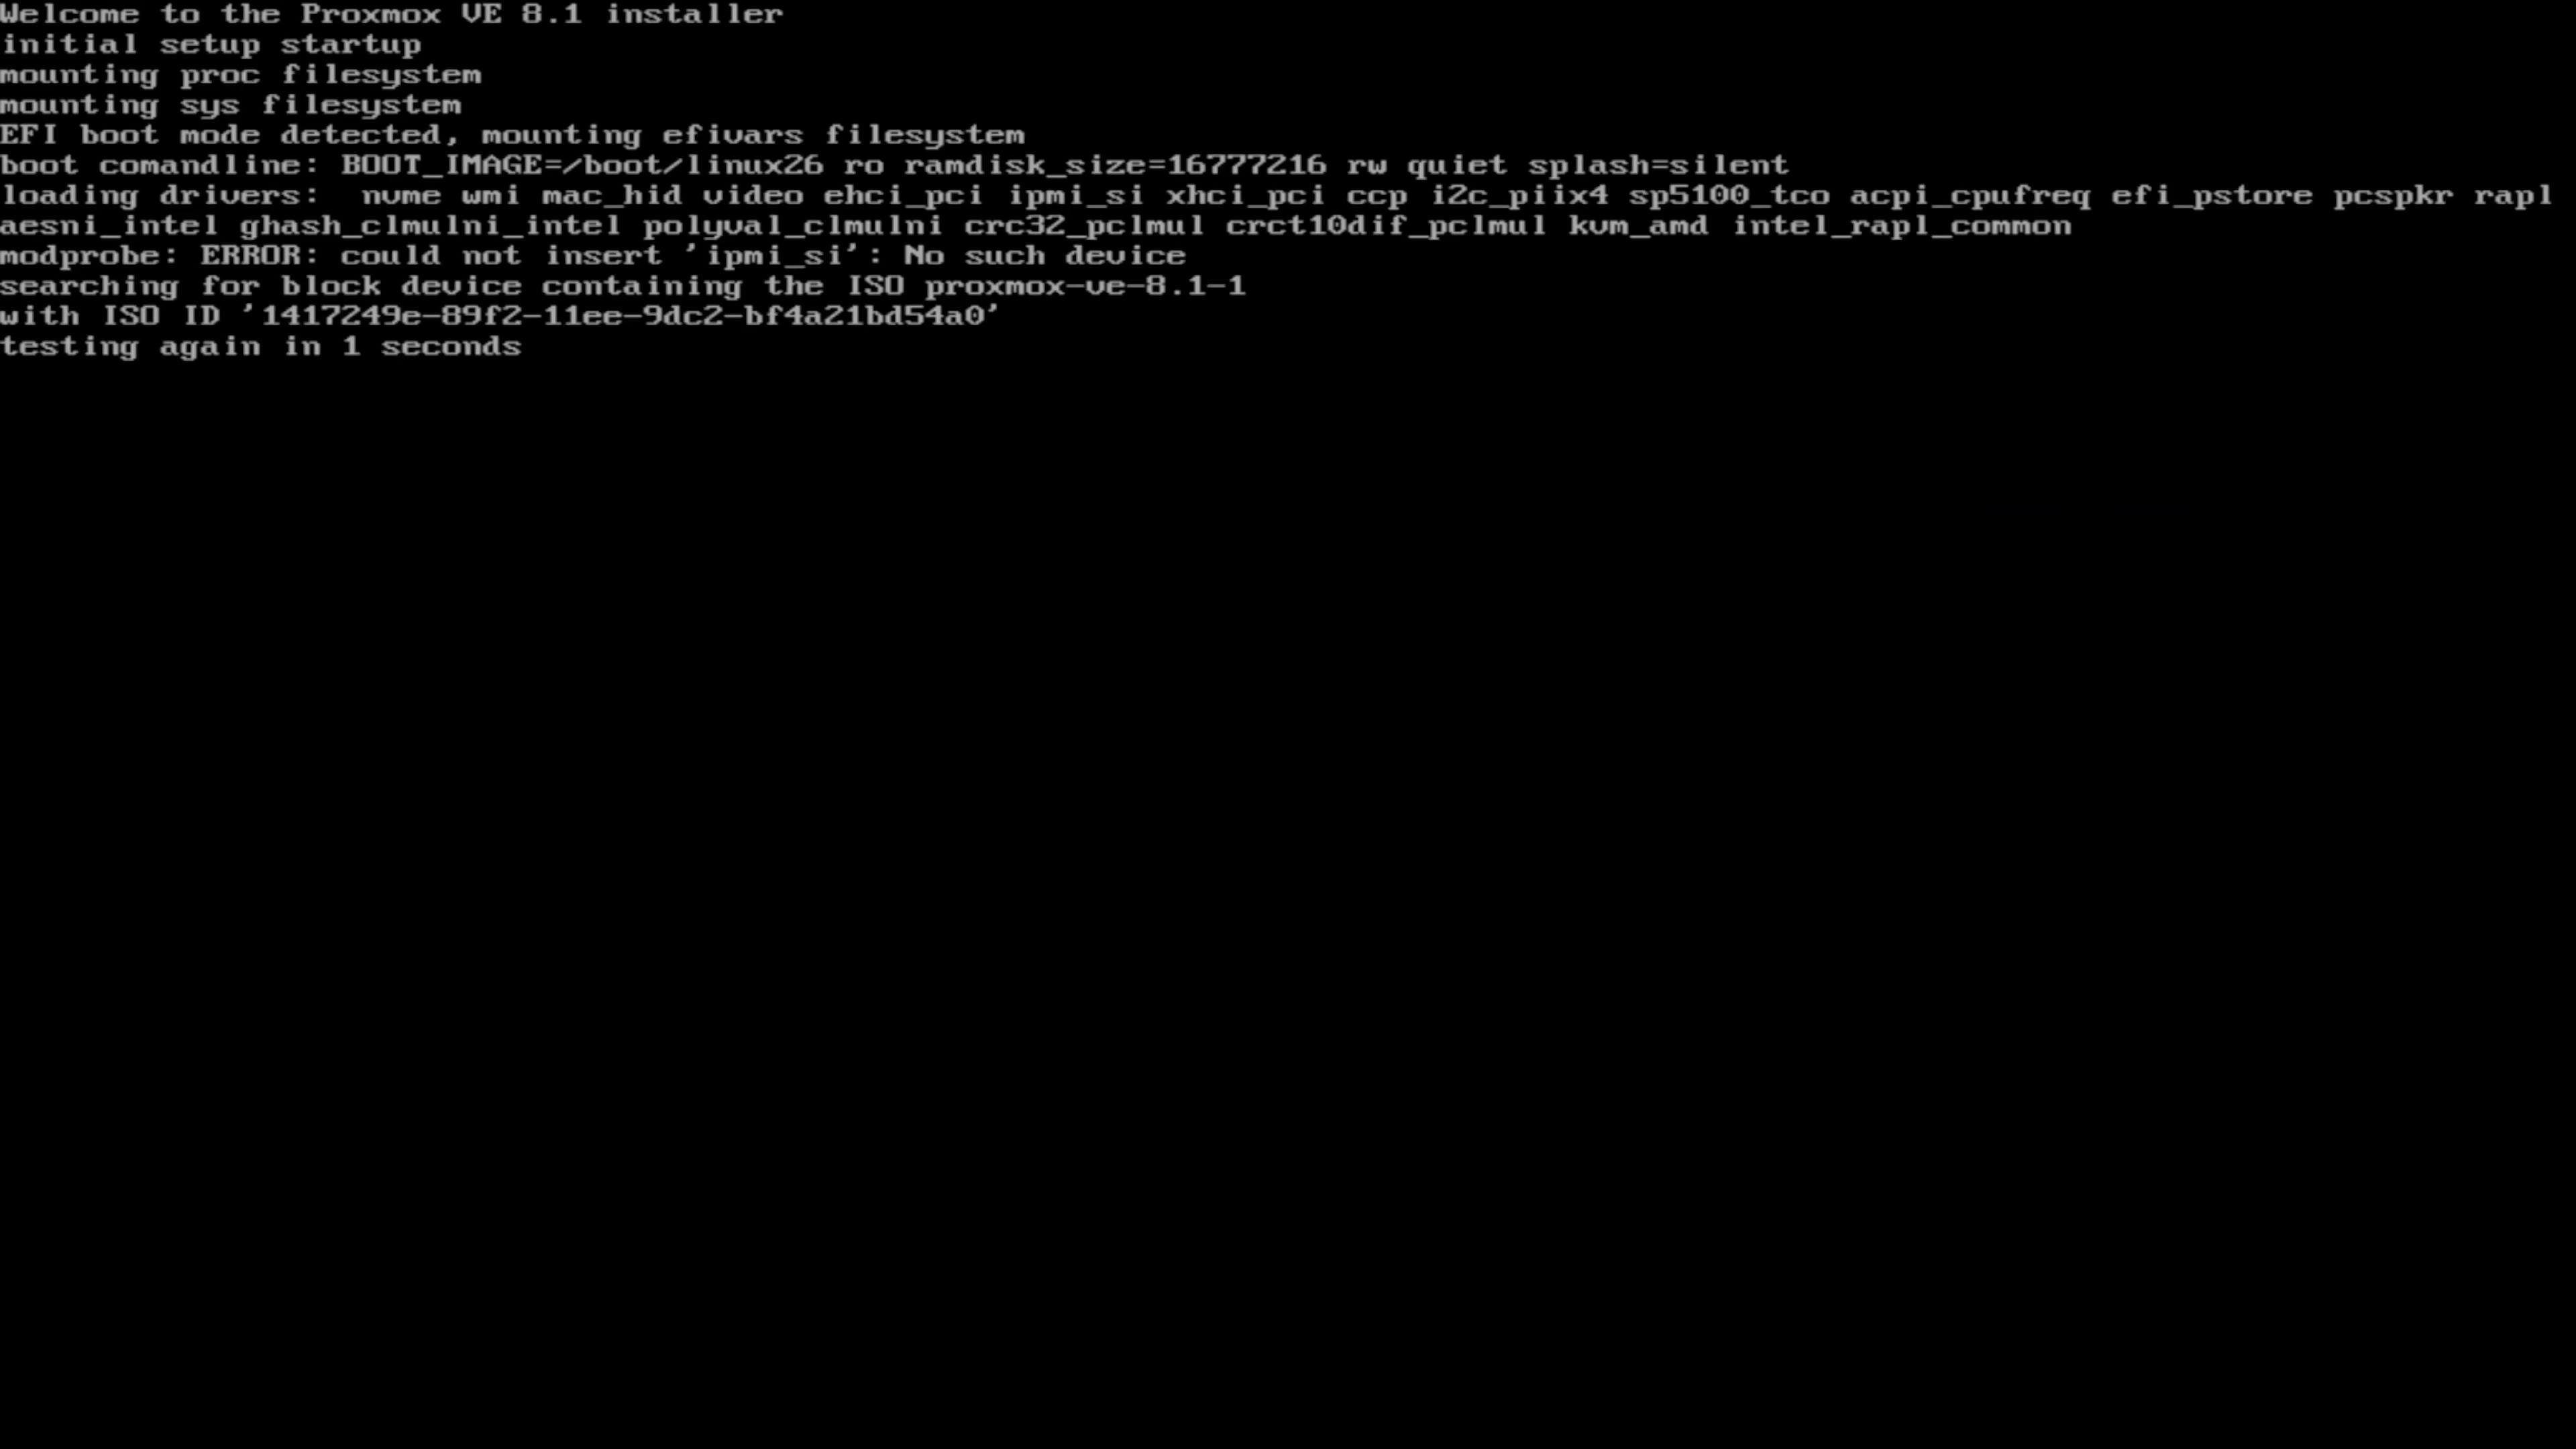 Welcome to the Proxmox VE 8.1 installer
initial setup startup
mounting proc filesystem
mounting sys filesystem
EFI boot mode detected, mounting efivars filesystem
boot comandline: BOOT_IMAGE=/boot/linux26 ro ramdisk_size=16777216 rw quiet splash=silent
loading drivers:  nvme wmi mac_hid video ehci_pci ipmi_si xhci_pci ccp i2c_piix4 sp5100_tco acpi_cpufreq efi_pstore pcspkr rapl
aesni_intel ghash_clmulni_intel polyval_clmulni crc32_pclmul crct10dif_pclmul kvm_amd intel_rapl_common
modprobe: ERROR: could not insert 'ipmi_si': No such device
searching for block device containing the ISO proxmox-ve-8.1-1
with ISO ID '1417249e-89f2-11ee-9dc2-bf4a21bd54a0'
testing again in 1 seconds